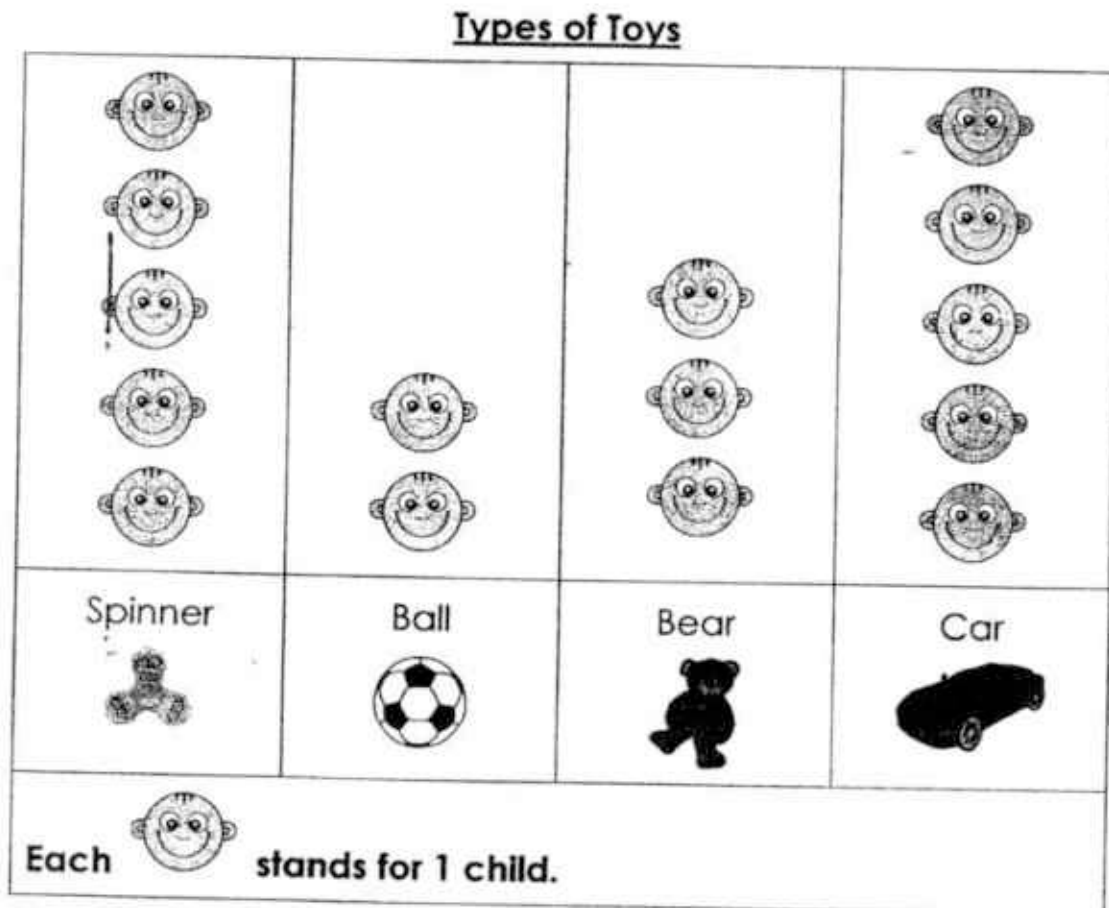 Types of Toys
Spinner
Ball
Bear
Car
Each stands for 1 child.